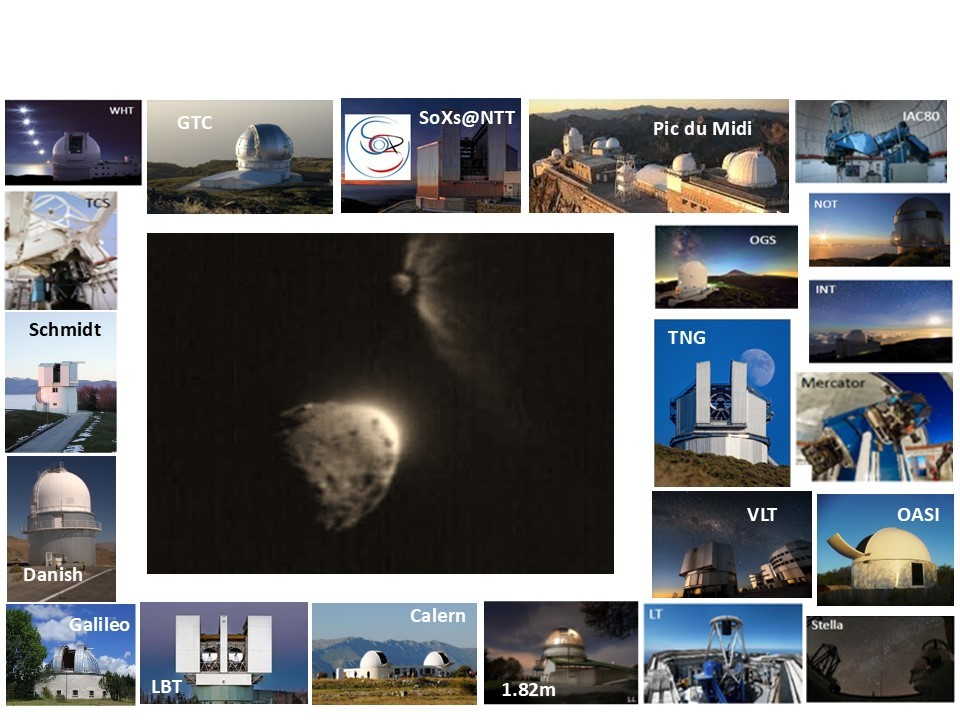 WHT
GTC
SoXs@NTT
Pic du Midi
IAC80
TCS
NOT
OGS
INT
Schmidt
TNG
Mercator
VLT
OASI
Danish
Galileo
LBT
Calern
1.82m
LT
Stella